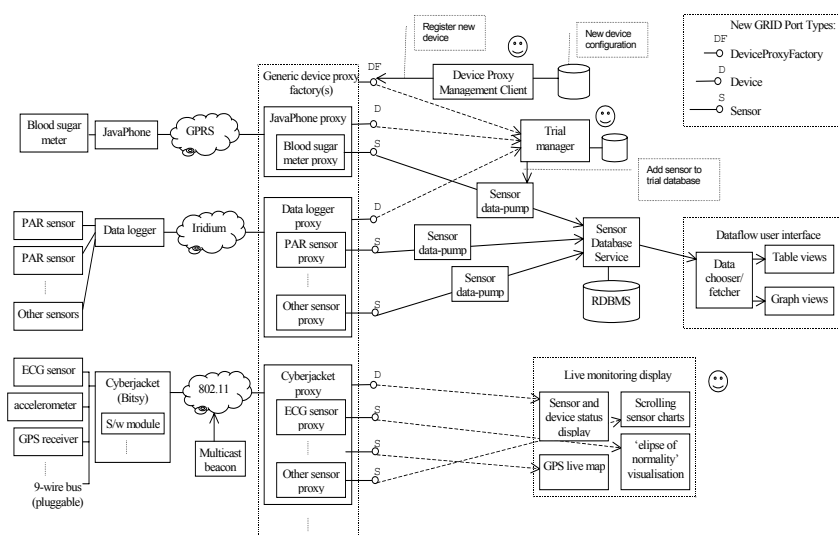 Register new
device
New device
configuration
New GRID Port Types:
DF
DeviceProxyFactory
D
Device
S
Sensor
Generic device proxy
factory(s)
DF
Device Proxy
Management Client
Blood sugar
meter
JavaPhone
GPRS
JavaPhone proxy
Blood sugar
meter proxy
D
S
Trial
manager
Add sensor to
trial database
Sensor
data-pump
PAR sensor
PAR sensor
Other sensors
Data logger
Iridium
Data logger
proxy
PAR sensor
proxy
Other sensor
proxy
D
S
S
Sensor
data-pump
Sensor
data-pump
Sensor
Database
Service
RDBMS
Dataflow user interface
Data
chooser/
fetcher
Table views
Graph views
ECG sensor
accelerometer
GPS receiver
9-wire bus
(pluggable)
Cyberjacket
(Bitsy)
S/w module
802.11
Multicast
beacon
Cyberjacket
proxy
ECG sensor
proxy
Other sensor
proxy
D
S
S
S
Live monitoring display
Sensor and
device status
display
Scrolling
sensor charts
GPS live map
‘elipse of
normality’
visualisation